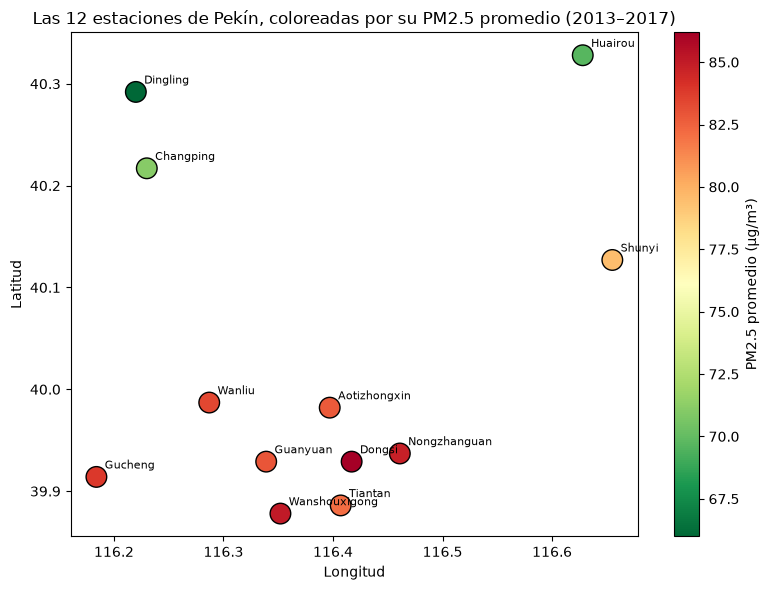 Las 12 estaciones de Pekín, coloreadas por su PM2.5 promedio (2013–2017)
Huairou
Dingling
Changping
Shunyi
Wanliu
Aotizhongxin
Guanyuan
Dongsi
Nongzhanguan
Gucheng
Tiantan
Wanshouxigong
40.3
40.2
40.1
40.0
39.9
Latitud
116.2
116.3
116.4
116.5
116.6
Longitud
85.0
82.5
80.0
77.5
75.0
72.5
70.0
67.5
PM2.5 promedio (µg/m³)